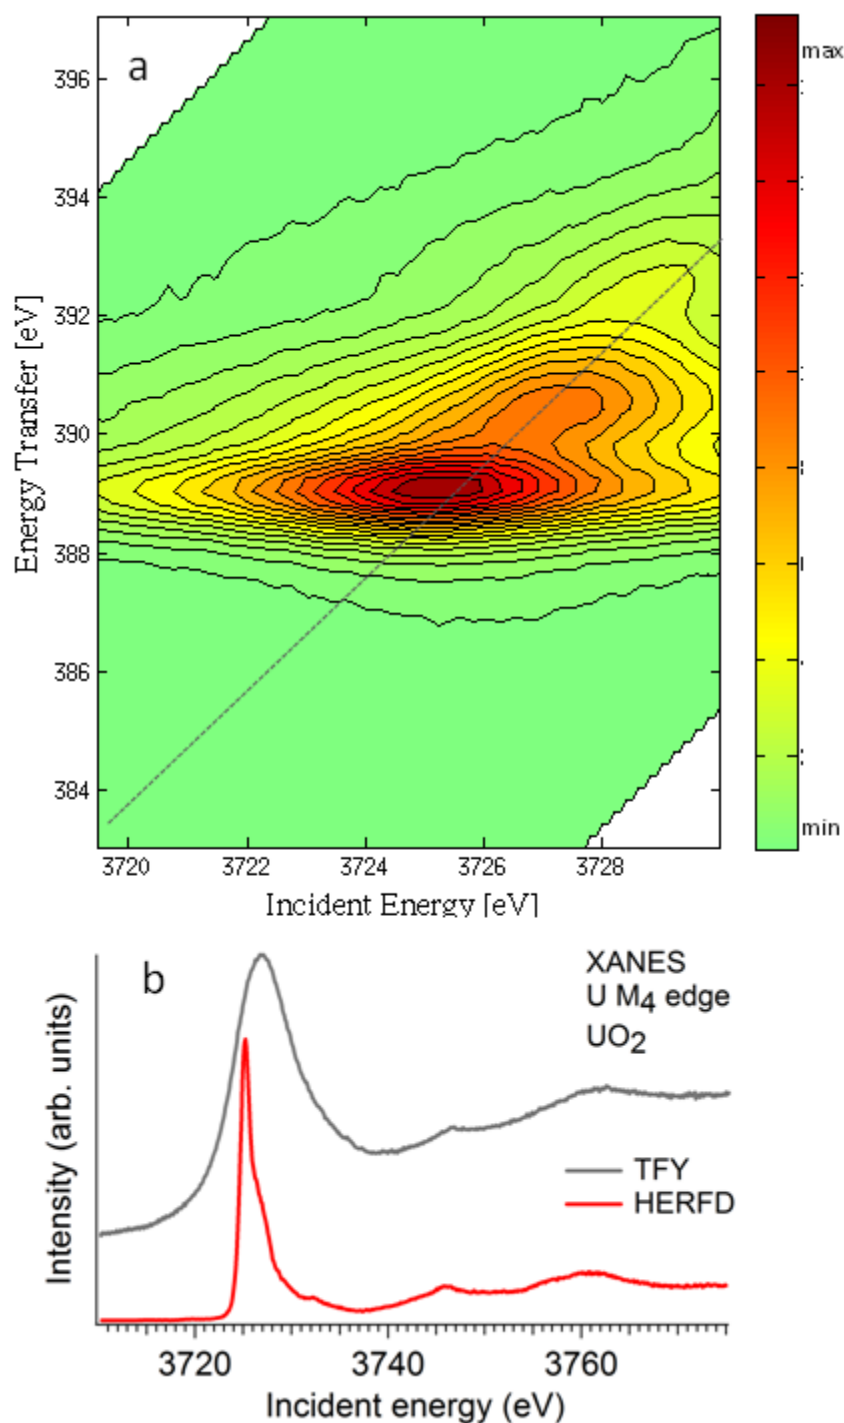 a
396
394
392
390
388
386
384
Energy Transfer [eV]
3720 3722 3724 3726 3728
Incident Energy [eV]
max
min
b
XANES
U M4 edge
UO2
TFY
HERFD
Intensity (arb. units)
3720 3740 3760
Incident energy (eV)